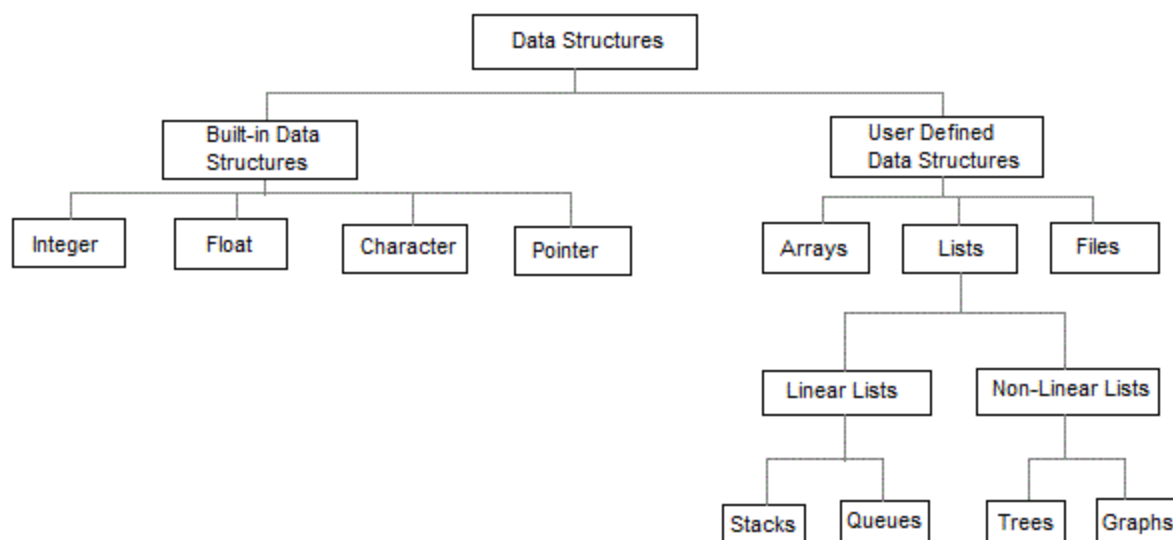 Data Structures
Built-in Data
Structures
User Defined
Data Structures
Integer
Float
Character
Pointer
Arrays
Lists
Files
Linear Lists
Non-Linear Lists
Stacks
Queues
Trees
Graphs